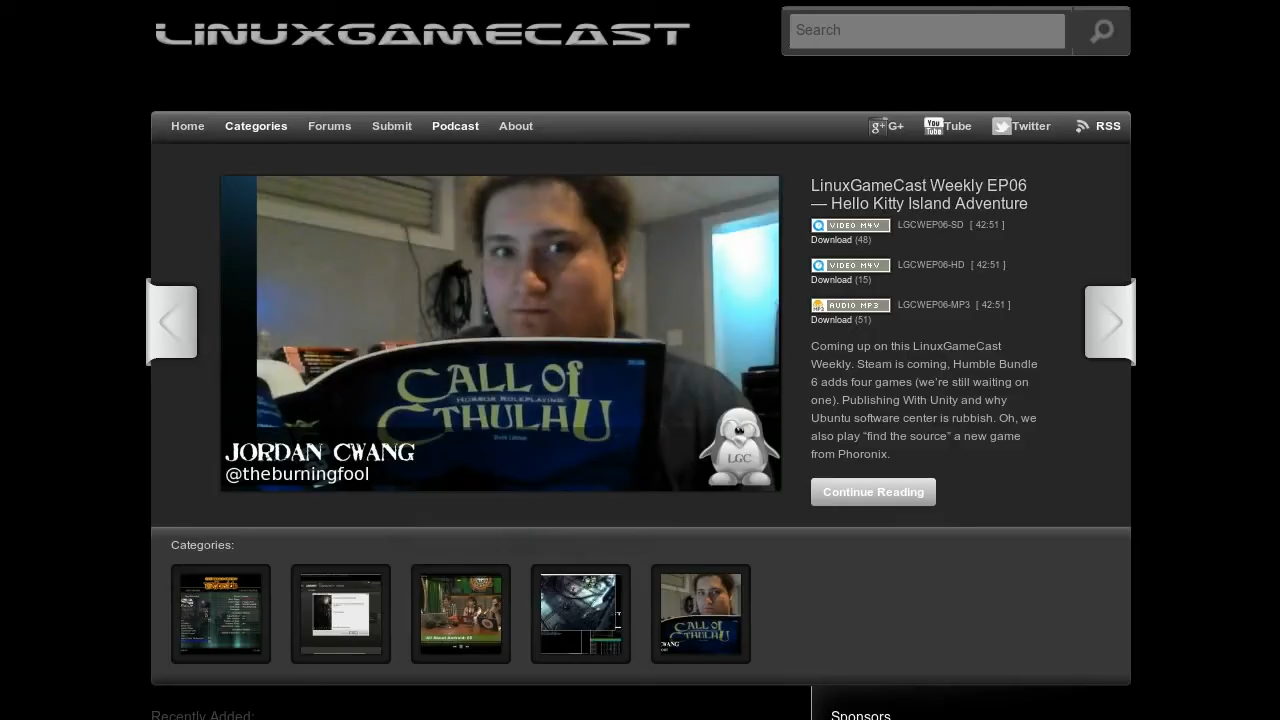 LINUXGAMECAST
Search
Home Categories Forums Submit Podcast About
G+ YouTube Twitter RSS
LinuxGameCast Weekly EP06
— Hello Kitty Island Adventure
VIDEO M4V LGCWEP06-SD [ 42:51 ]
Download (48)
VIDEO M4V LGCWEP06-HD [ 42:51 ]
Download (15)
AUDIO MP3 LGCWEP06-MP3 [ 42:51 ]
Download (51)
Coming up on this LinuxGameCast
Weekly. Steam is coming, Humble Bundle
6 adds four games (we’re still waiting on
one). Publishing With Unity and why
Ubuntu software center is rubbish. Oh, we
also play “find the source” a new game
from Phoronix.
Continue Reading
CALL of
HORROR ROLEPLAYING
CTHULHU
LGC
JORDAN CWANG
@theburningfool
Categories:
CALL of
CTHULHU
CWANG
Recently Added:
Sponsors